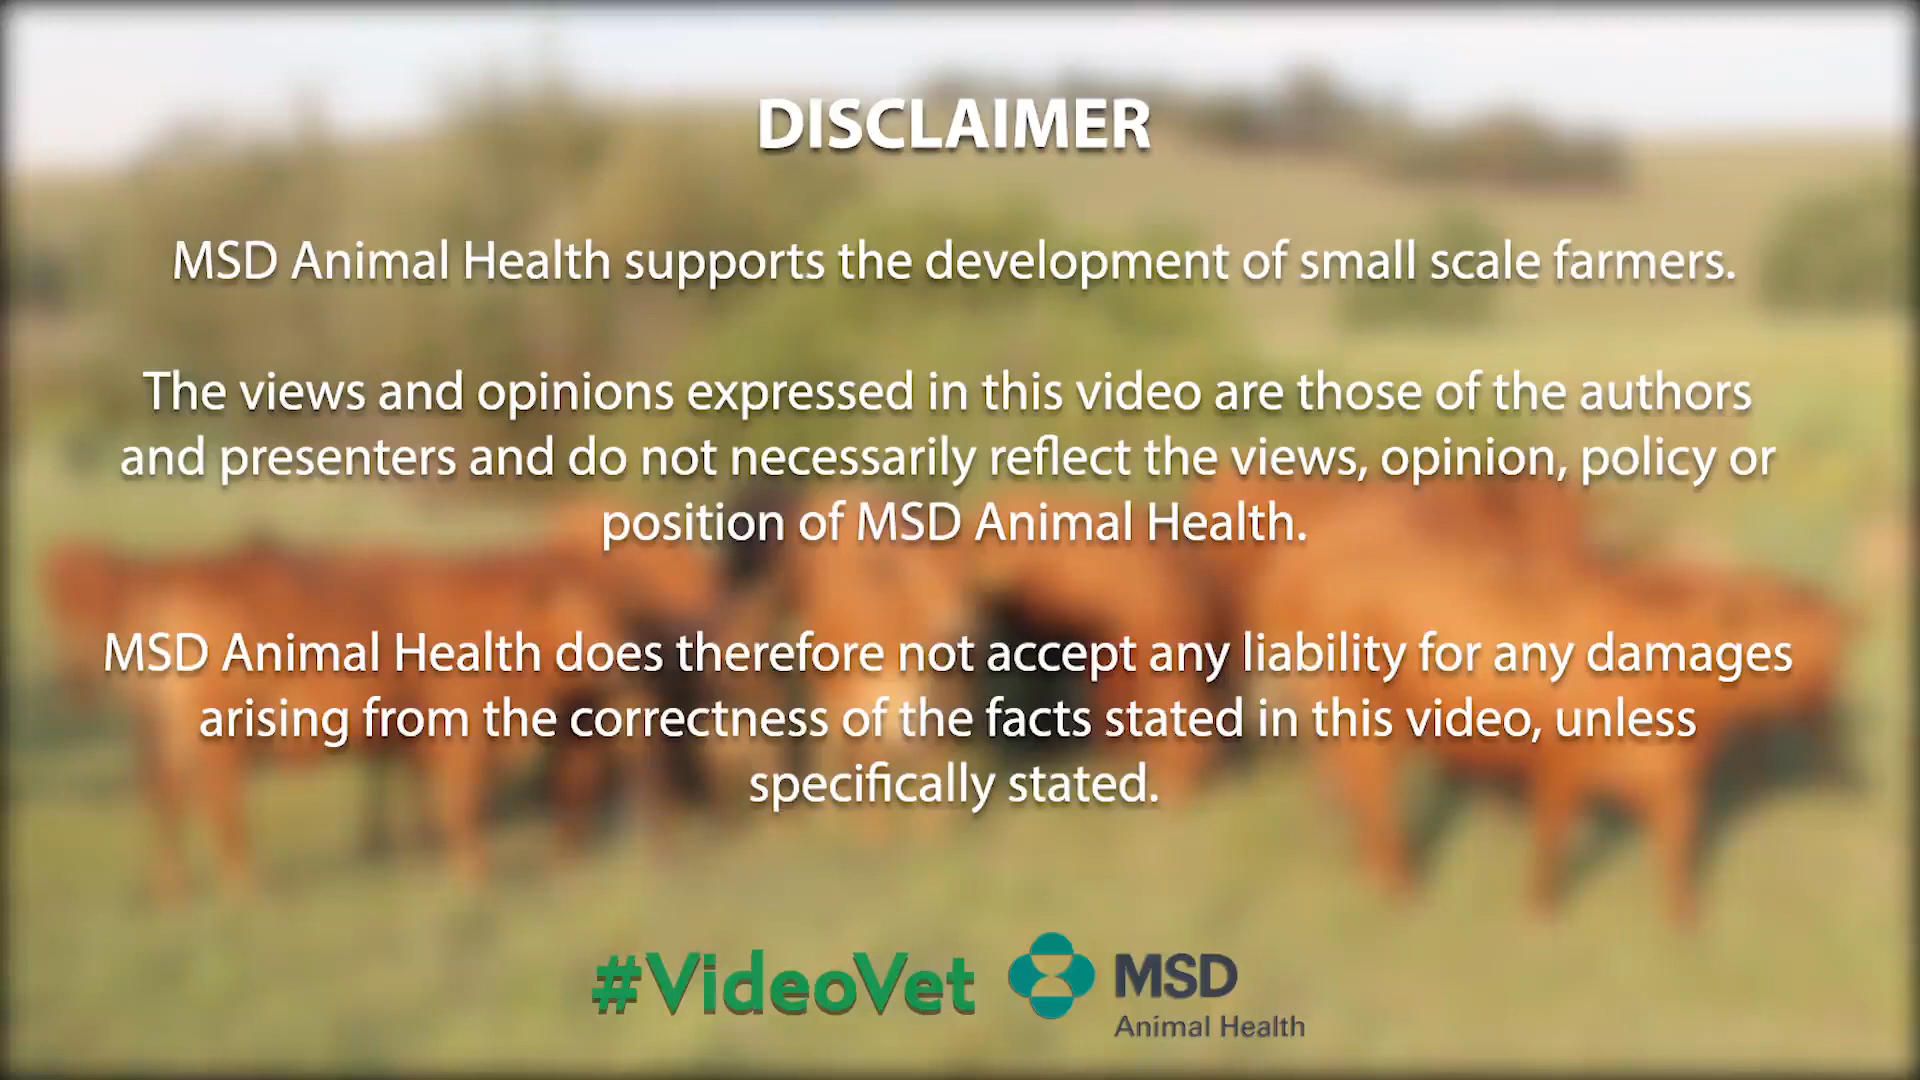 DISCLAIMER
MSD Animal Health supports the development of small scale farmers.
The views and opinions expressed in this video are those of the authors
and presenters and do not necessarily reflect the views, opinion, policy or
position of MSD Animal Health.
MSD Animal Health does therefore not accept any liability for any damages
arising from the correctness of the facts stated in this video, unless
specifically stated.
#VideoVet
MSD
Animal Health